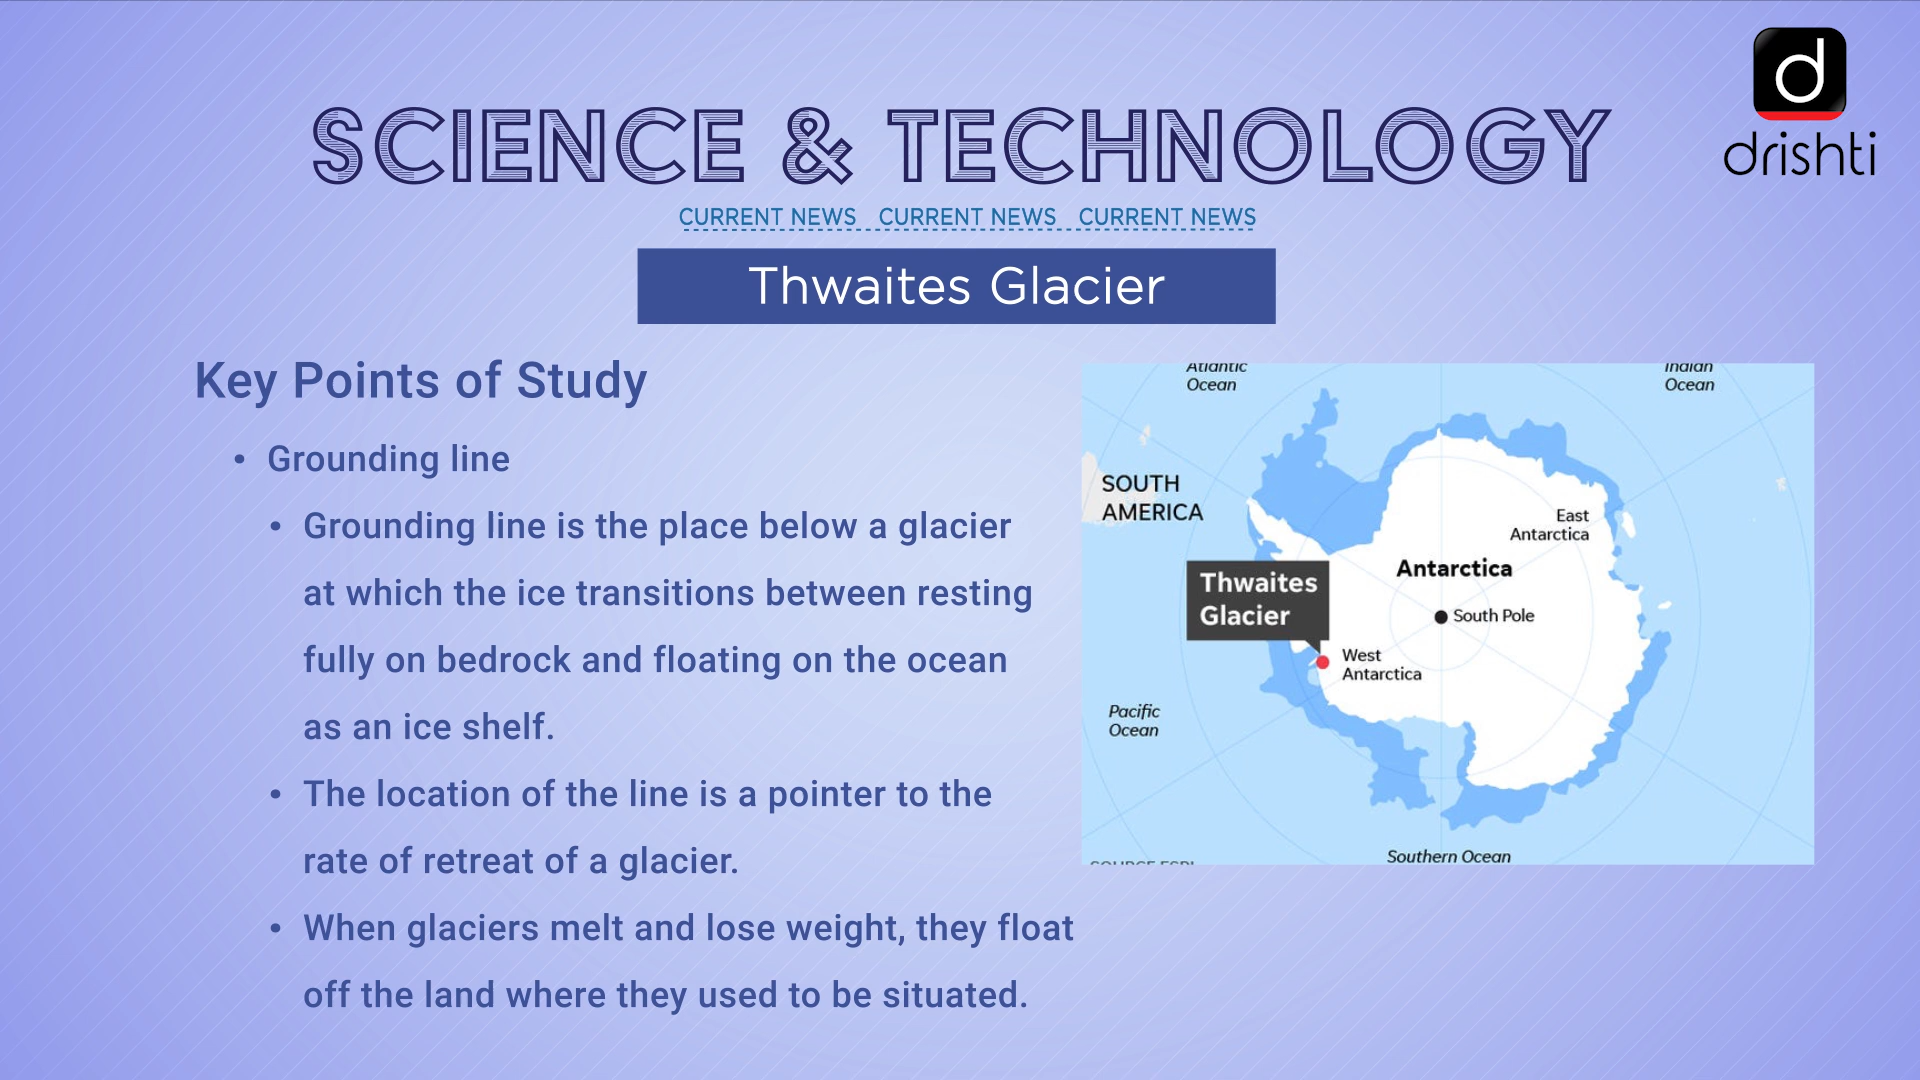 SCIENCE & TECHNOLOGY
d
drishti
CURRENT NEWS CURRENT NEWS CURRENT NEWS
Thwaites Glacier
Key Points of Study
• Grounding line
• Grounding line is the place below a glacier
at which the ice transitions between resting
fully on bedrock and floating on the ocean
as an ice shelf.
• The location of the line is a pointer to the
rate of retreat of a glacier.
• When glaciers melt and lose weight, they float
off the land where they used to be situated.
Atlantic
Ocean
Indian
Ocean
SOUTH
AMERICA
East
Antarctica
Antarctica
Thwaites
Glacier
South Pole
West
Antarctica
Pacific
Ocean
Southern Ocean
SOURCE ESRI